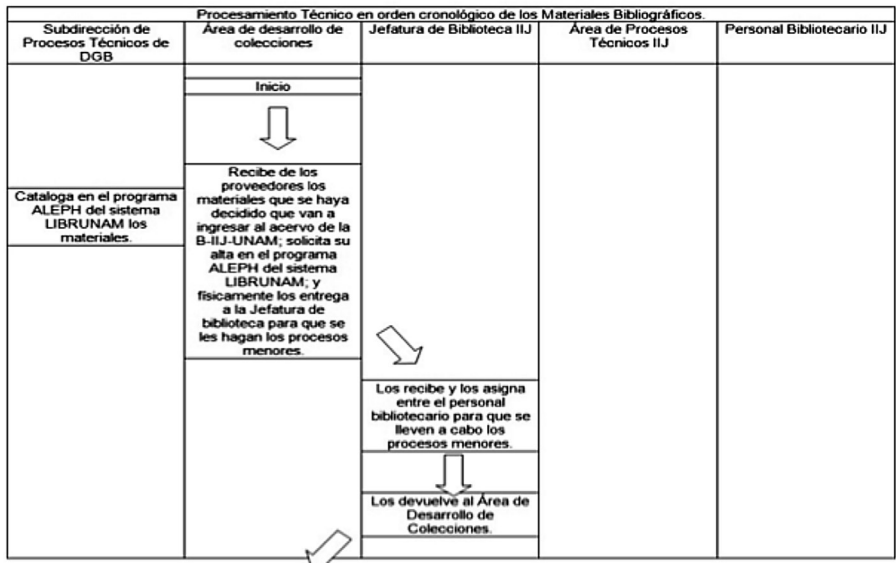 Procesamiento Técnico en orden cronológico de los Materiales Bibliográficos.
Subdirección de
Procesos Técnicos de
DGB
Área de desarrollo de
colecciones
Jefatura de Biblioteca IIJ
Área de Procesos
Técnicos IIJ
Personal Bibliotecario IIJ
Inicio
Cataloga en el programa
ALEPH del sistema
LIBRUNAM los
materiales.
Recibe de los
proveedores los
materiales que se haya
decidido que van a
ingresar al acervo de la
B-IIJ-UNAM; solicita su
alta en el programa
ALEPH del sistema
LIBRUNAM; y
físicamente los entrega
a la Jefatura de
biblioteca para que se
les hagan los procesos
menores.
Los recibe y los asigna
entre el personal
bibliotecario para que se
lleven a cabo los
procesos menores.
Los devuelve al Área de
Desarrollo de
Colecciones.